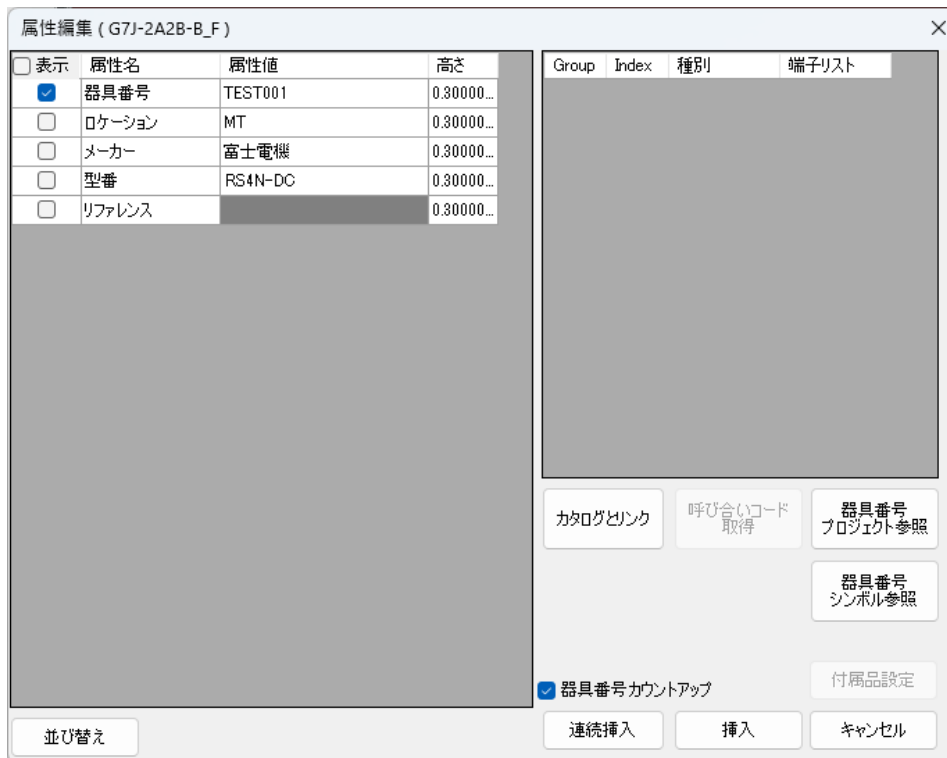 属性編集 ( G7J-2A2B-B_F )
表示 属性名 属性値 高さ
器具番号 TEST001 0.30000...
ロケーション MT 0.30000...
メーカー 富士電機 0.30000...
型番 RS4N-DC 0.30000...
リファレンス 0.30000...
Group Index 種別 端子リスト
カタログとリンク
呼び合いコード
取得
器具番号
プロジェクト参照
器具番号
シンボル参照
付属品設定
器具番号カウントアップ
並び替え
連続挿入
挿入
キャンセル